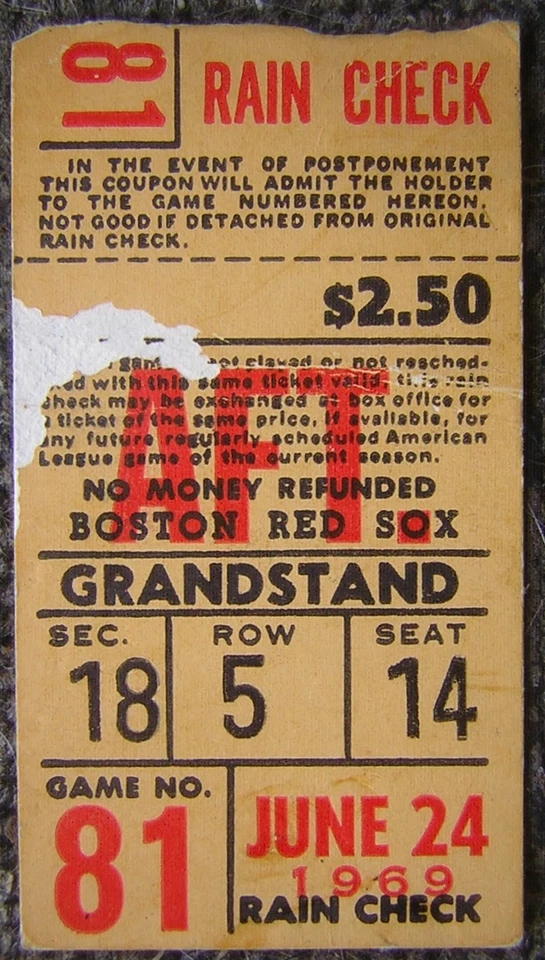 81 RAIN CHECK
IN THE EVENT OF POSTPONEMENT
THIS COUPON WILL ADMIT THE HOLDER
TO THE GAME NUMBERED HEREON.
NOT GOOD IF DETACHED FROM ORIGINAL
RAIN CHECK.
$2.50
not played or not resched-
with this same ticket valid, this rain
check may be exchanged at box office for
a ticket of the same price, if available, for
any future regularly scheduled American
League game of the current season.
AFT.
NO MONEY REFUNDED
BOSTON RED SOX
GRANDSTAND
SEC. ROW SEAT
18 5 14
GAME NO.
81 JUNE 24
1969
RAIN CHECK